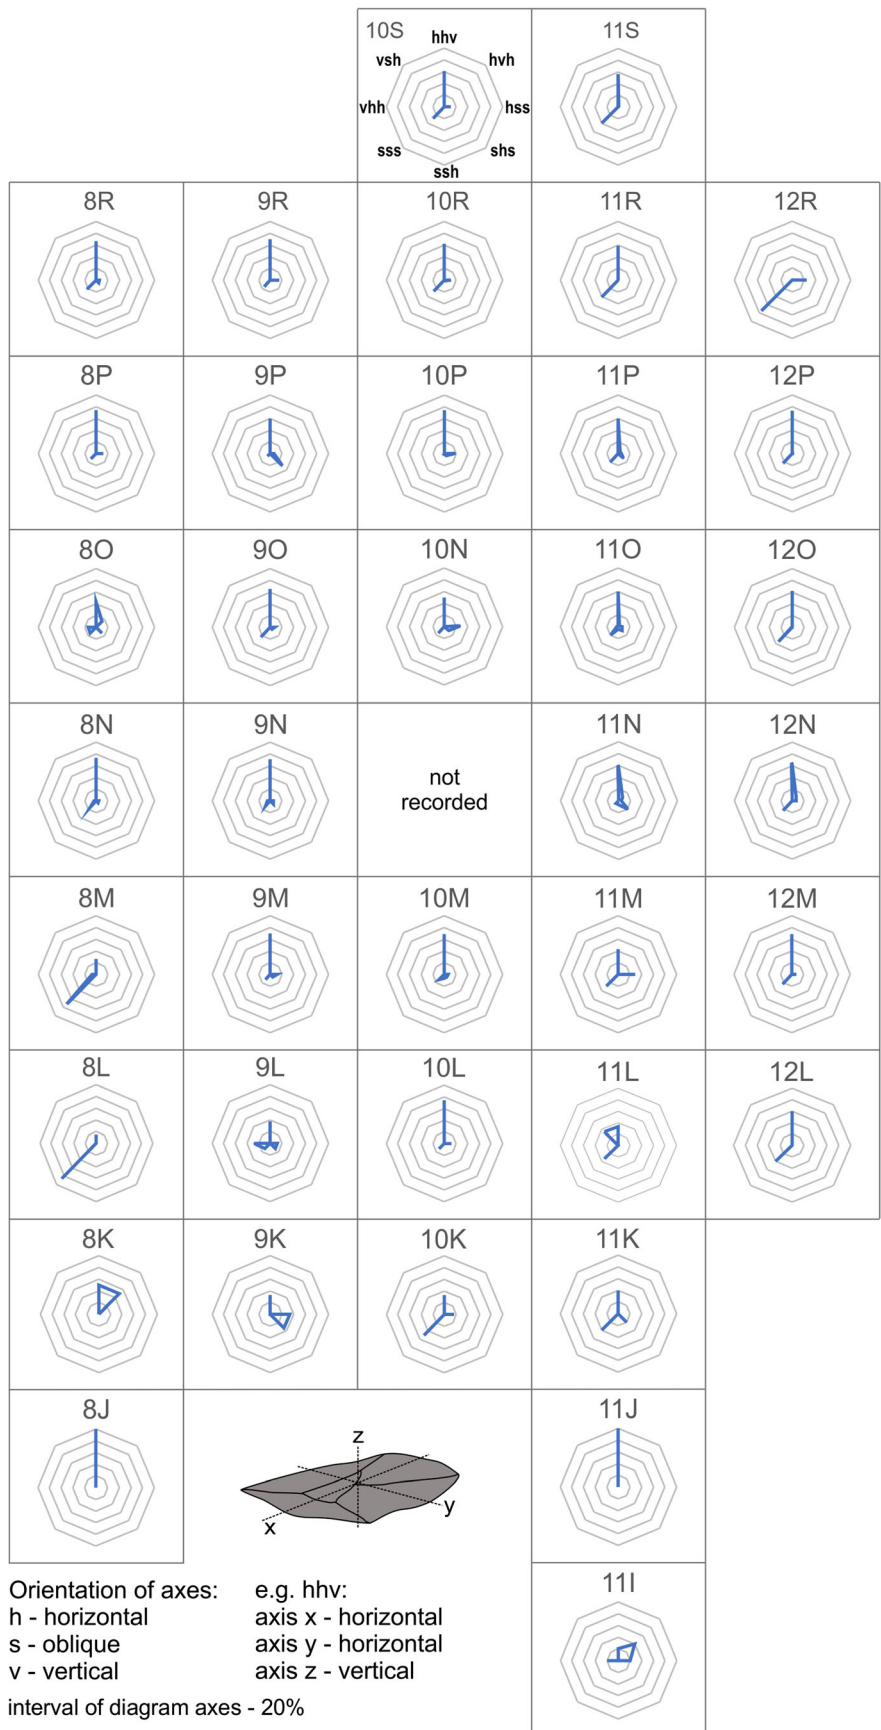 10S
11S
hhv
vsh
hvh
vhh
hss
sss
shs
ssh
8R
9R
10R
11R
12R
8P
9P
10P
11P
12P
8O
9O
10N
11O
12O
8N
9N
not
recorded
11N
12N
8M
9M
10M
11M
12M
8L
9L
10L
11L
12L
8K
9K
10K
11K
8J
z
y
x
11J
11I
Orientation of axes:
h - horizontal
s - oblique
v - vertical
e.g. hhv:
axis x - horizontal
axis y - horizontal
axis z - vertical
interval of diagram axes - 20%